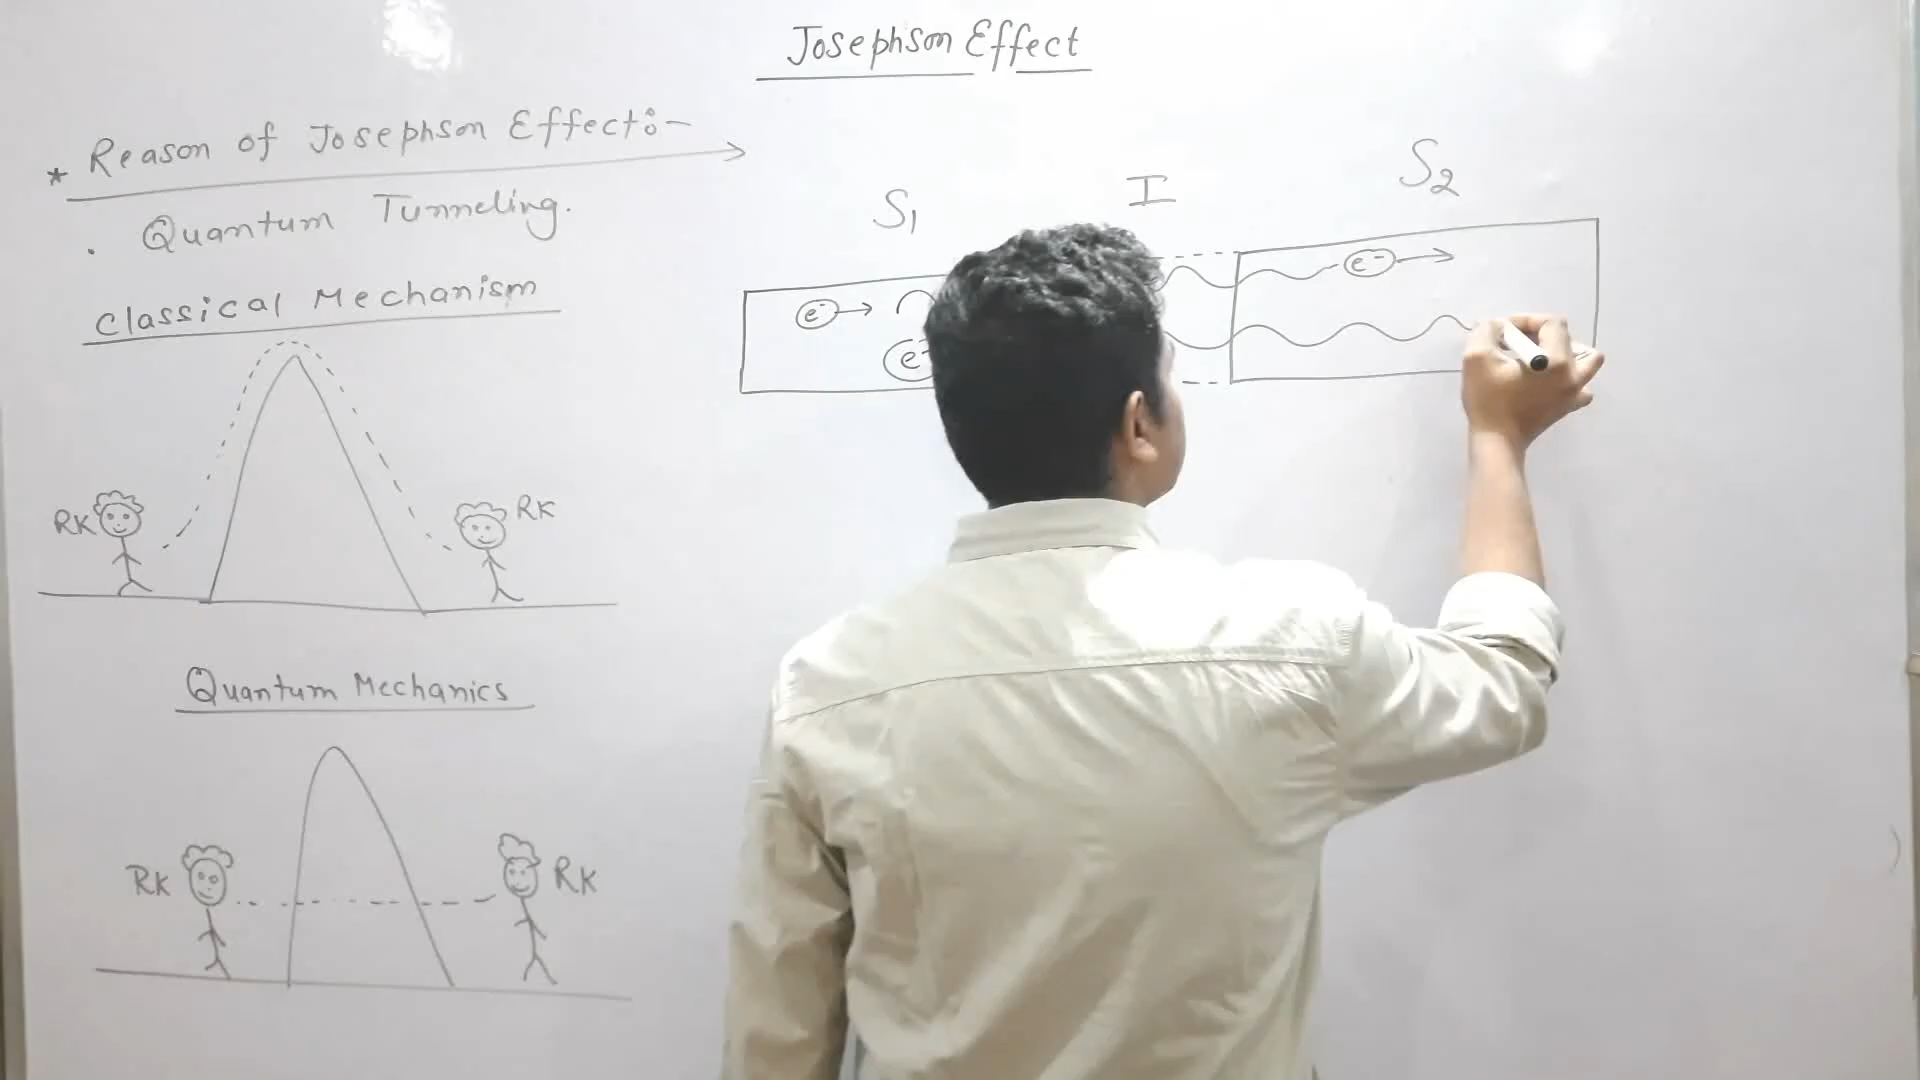 Josephson Effect
* Reason of Josephson Effect:-
. Quantum Tunneling.
Classical Mechanism
RK
RK
Quantum Mechanics
RK
RK
S1
I
S2
e-
e-
e-